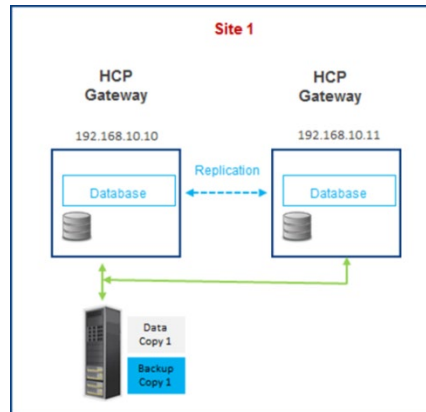 Site 1
HCP
Gateway
HCP
Gateway
192.168.10.10
192.168.10.11
Replication
Database
Database
Data
Copy 1
Backup
Copy 1